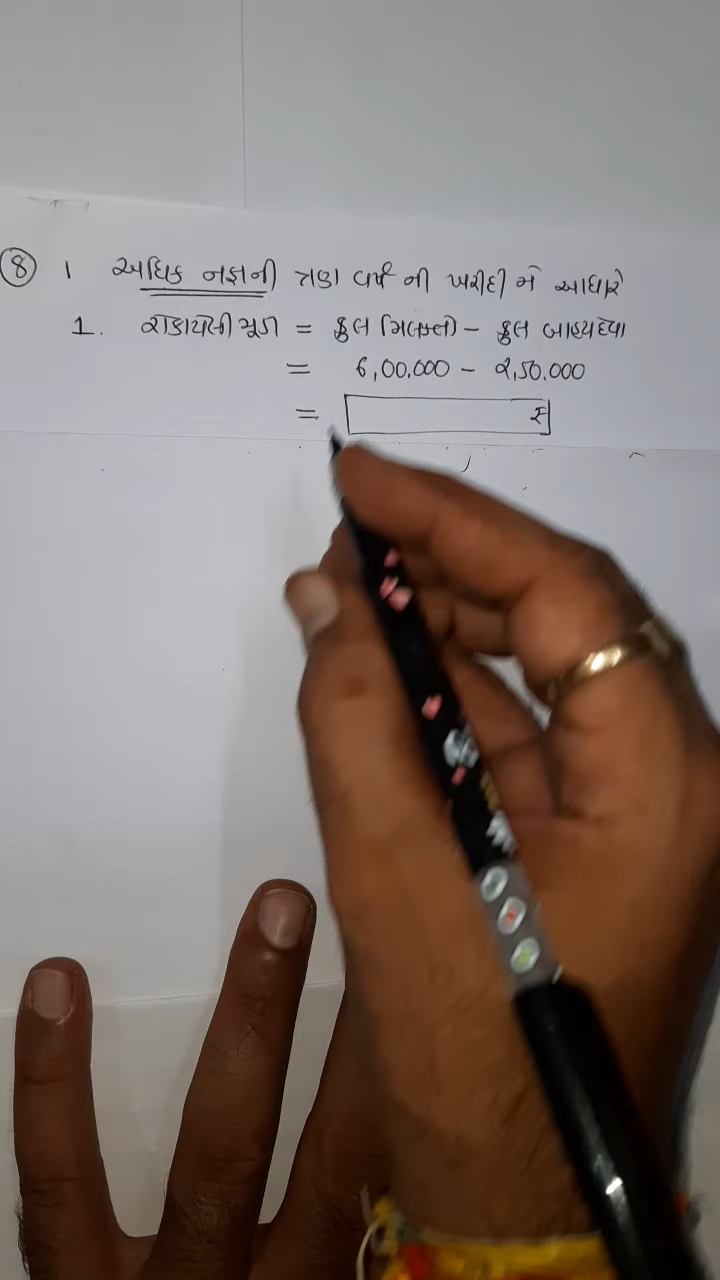 ⑧ । અધિક નફાની ત્રણ વર્ષ ની ખરીદી ને આધારે
1. રોકાયેલી મૂડી = કુલ મિલકતો - કુલ બાહ્યદેવા
= 6,00,000 - 2,50,000
= ₹